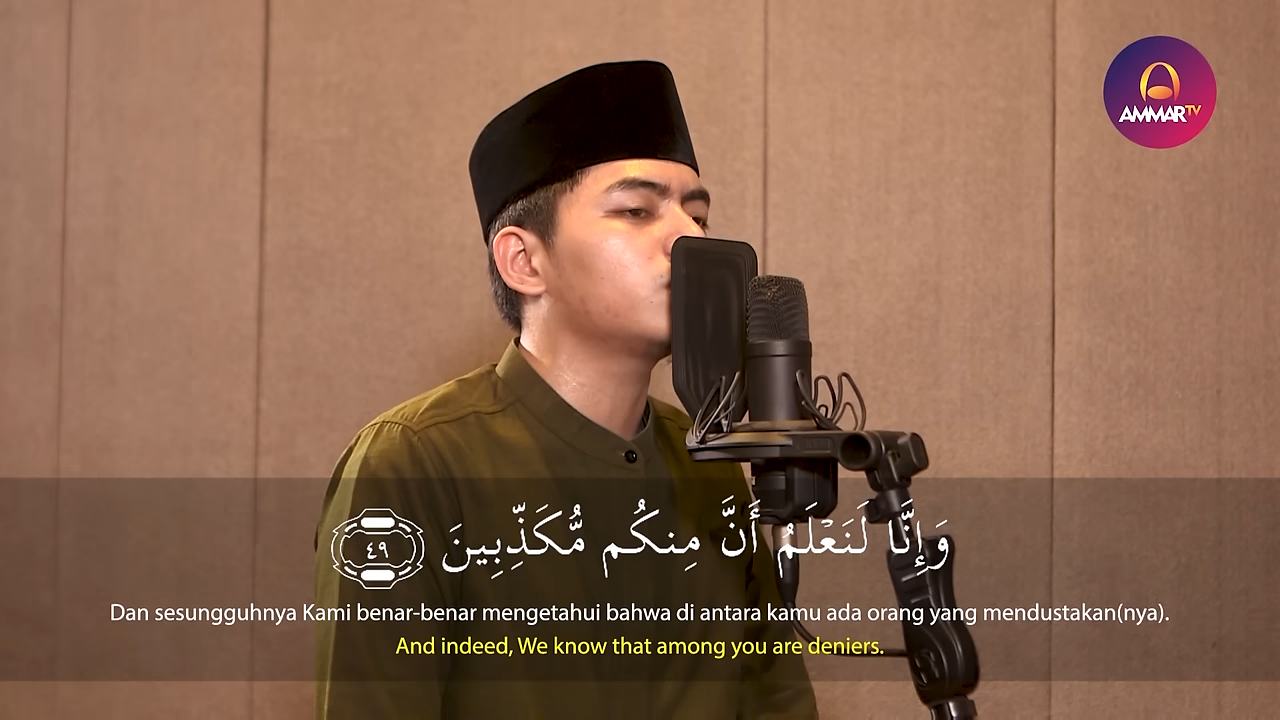 AMMARTV
وَإِنَّا لَنَعْلَمُ أَنَّ مِنكُم مُّكَذِّبِينَ ٤٩
Dan sesungguhnya Kami benar-benar mengetahui bahwa di antara kamu ada orang yang mendustakan(nya).
And indeed, We know that among you are deniers.